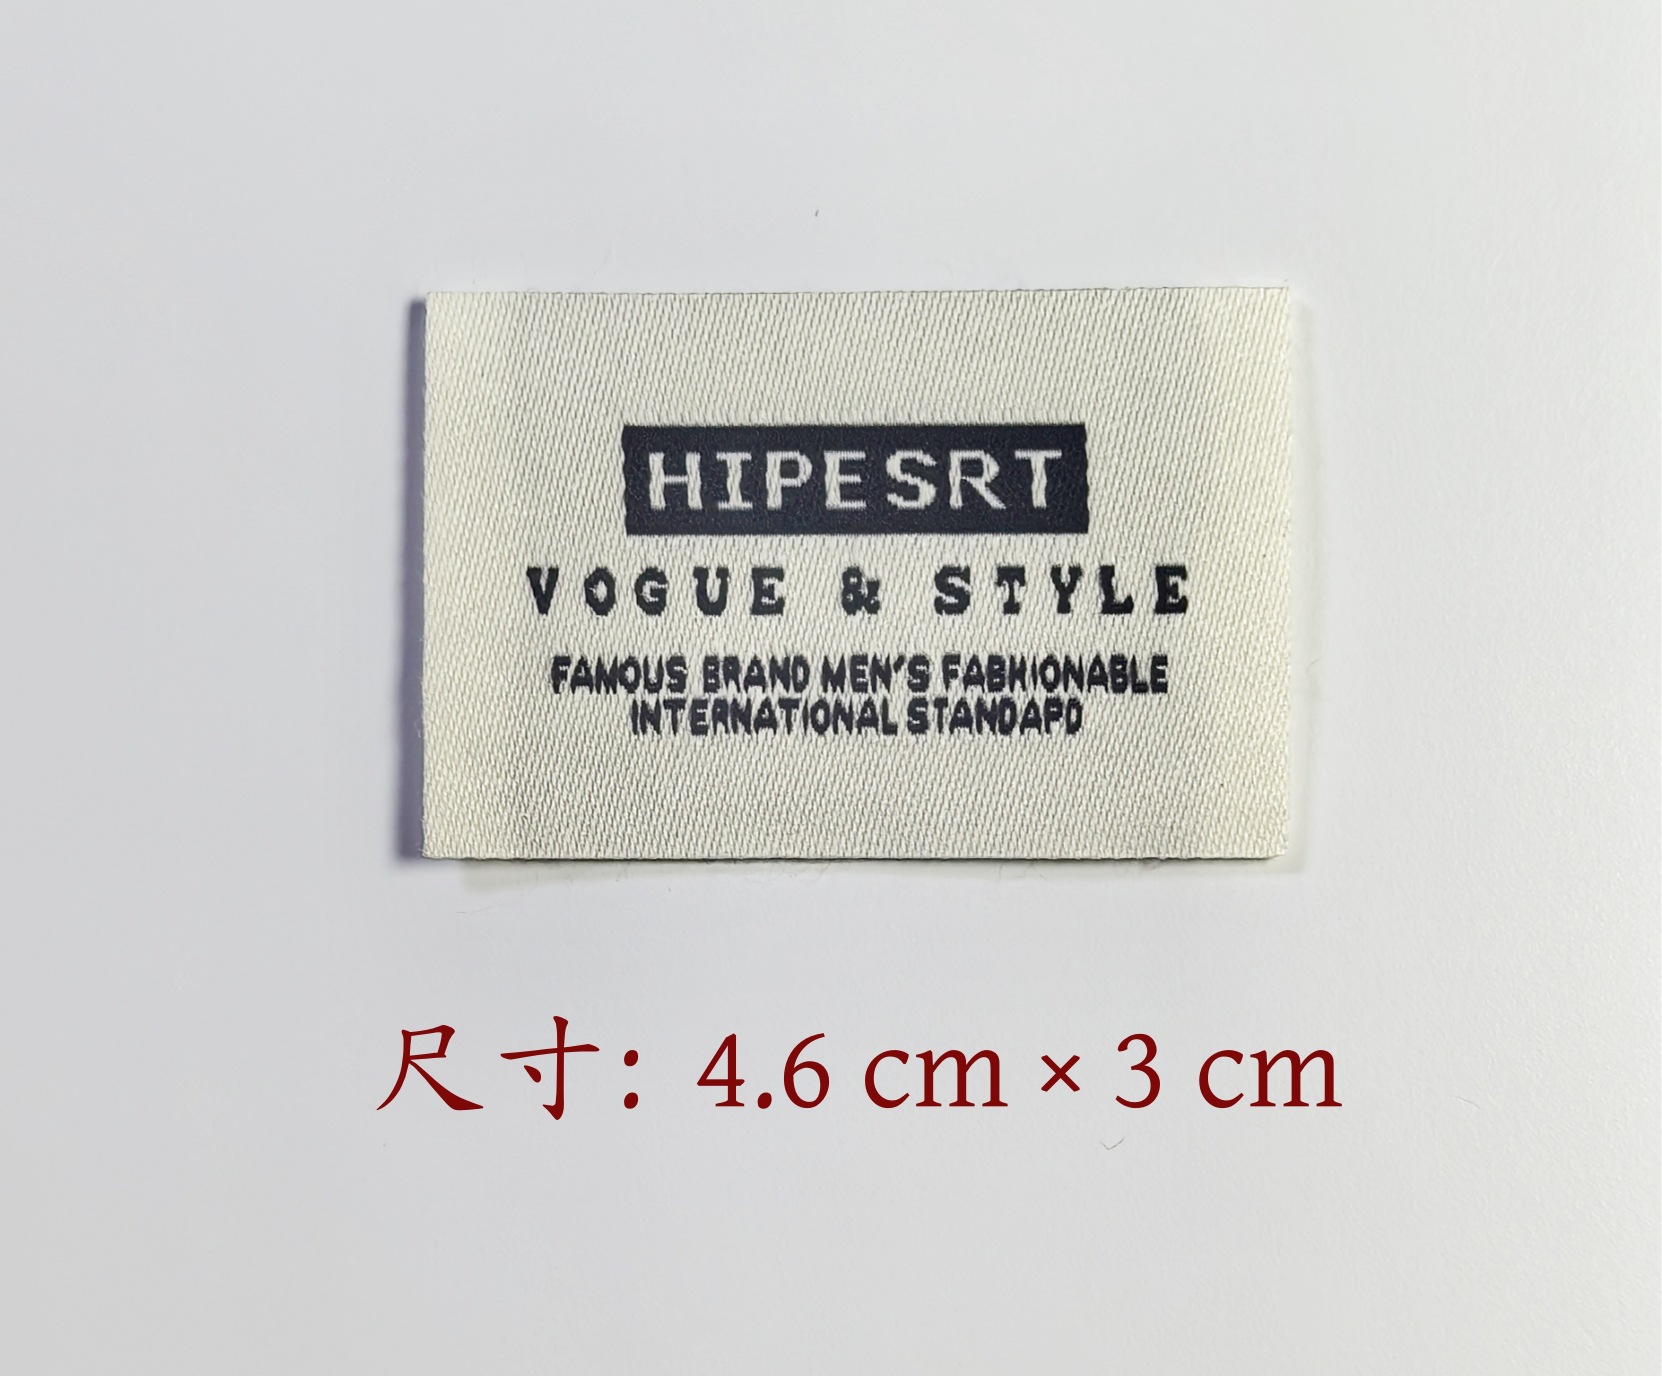 HIPESRT
VOGUE & STYLE
FAMOUS BRAND MEN'S FABHIONABLE
INTERNATIONAL STANDAPD
尺寸：4.6 cm × 3 cm